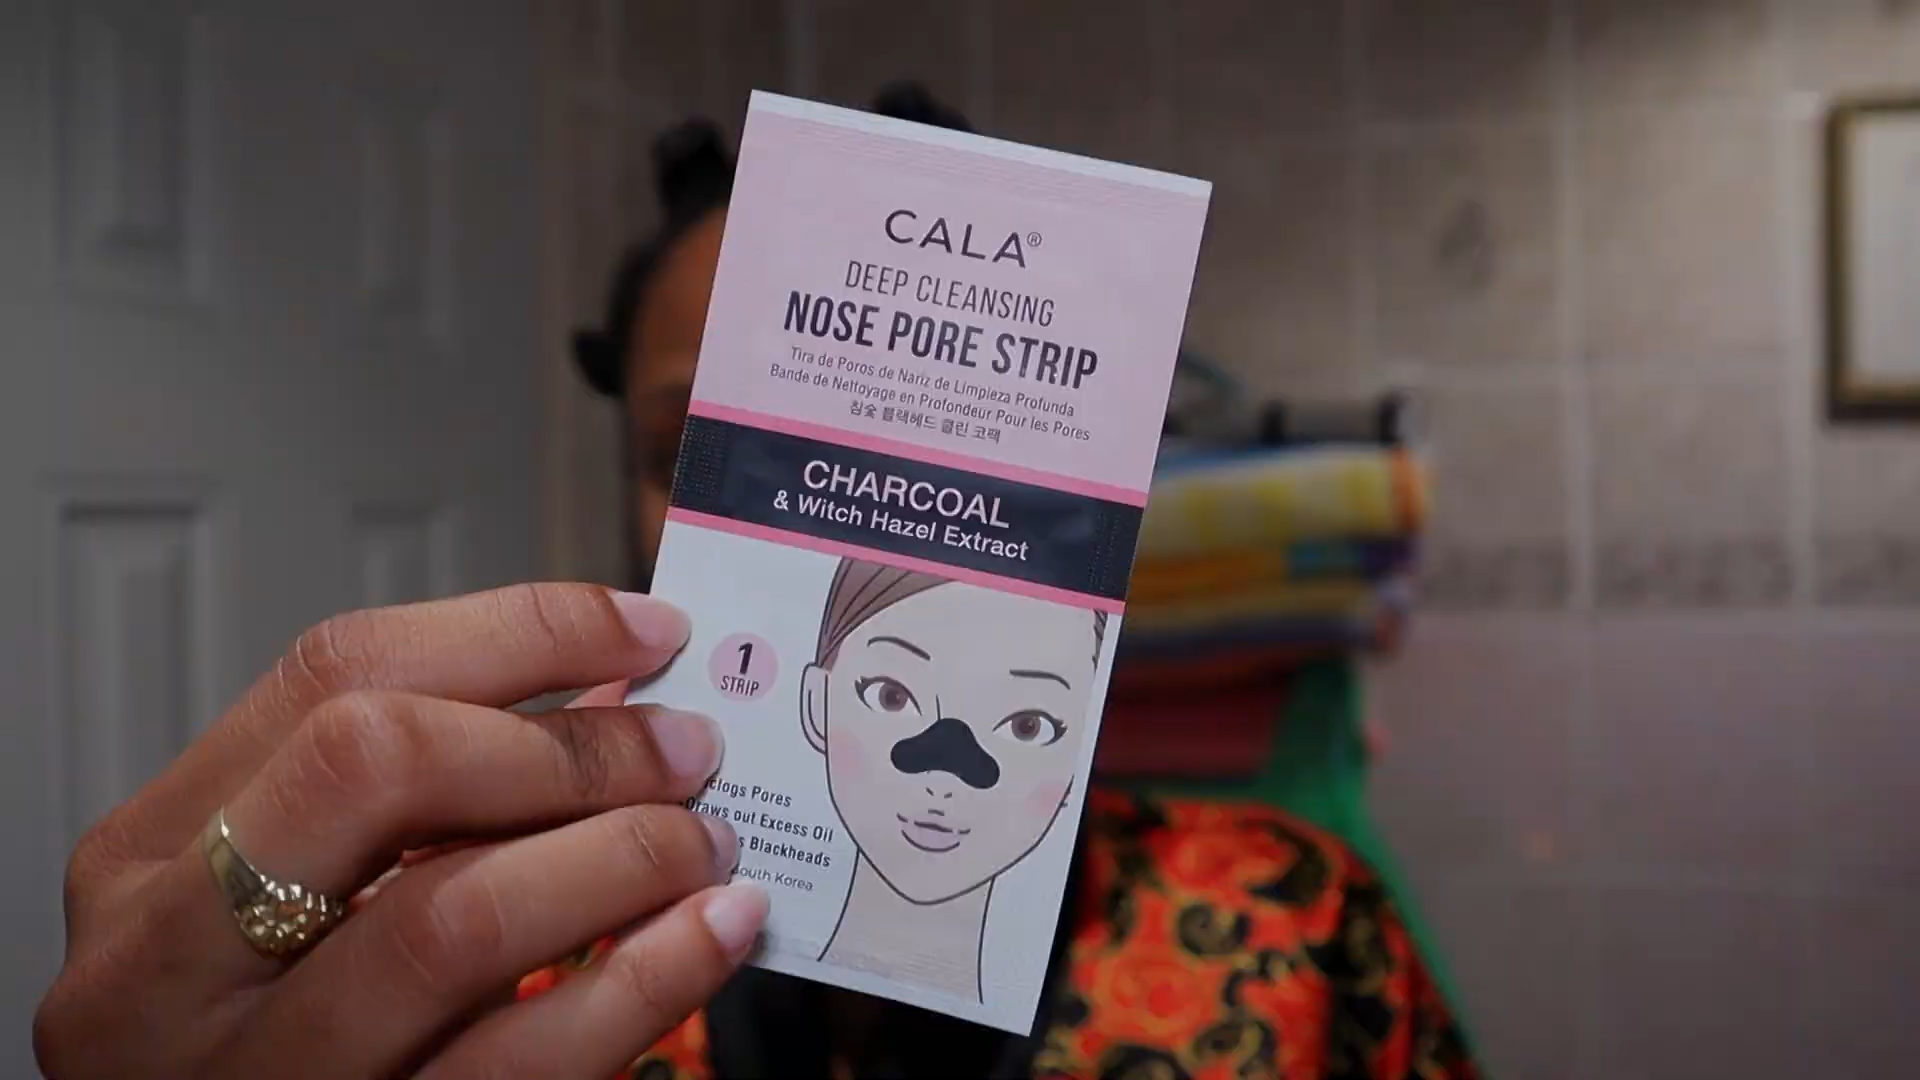 CALA®
DEEP CLEANSING
NOSE PORE STRIP
Tira de Poros de Nariz de Limpieza Profunda
Bande de Nettoyage en Profondeur Pour les Pores
침숯 블랙헤드 클린 코팩
CHARCOAL
& Witch Hazel Extract
1
STRIP
clogs Pores
Draws out Excess Oil
s Blackheads
South Korea